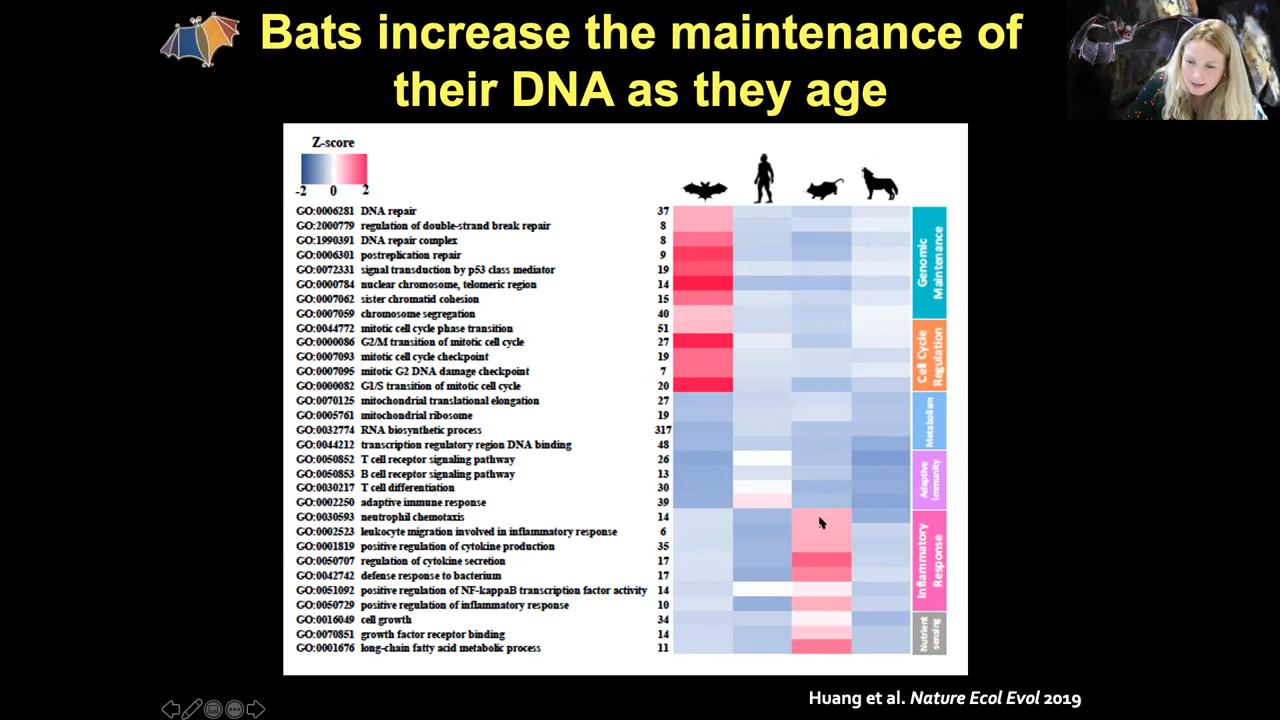 Bats increase the maintenance of
their DNA as they age
Z-score
-2 0 2
GO:0006281 DNA repair 37
GO:2000779 regulation of double-strand break repair 8
GO:1990391 DNA repair complex 8
GO:0006301 postreplication repair 9
GO:0072331 signal transduction by p53 class mediator 19
GO:0000784 nuclear chromosome, telomeric region 14
GO:0007062 sister chromatid cohesion 15
GO:0007059 chromosome segregation 40
GO:0044772 mitotic cell cycle phase transition 51
GO:0000086 G2/M transition of mitotic cell cycle 27
GO:0007093 mitotic cell cycle checkpoint 19
GO:0007095 mitotic G2 DNA damage checkpoint 7
GO:0000082 G1/S transition of mitotic cell cycle 20
GO:0070125 mitochondrial translational elongation 27
GO:0005761 mitochondrial ribosome 19
GO:0032774 RNA biosynthetic process 317
GO:0044212 transcription regulatory region DNA binding 48
GO:0050852 T cell receptor signaling pathway 26
GO:0050853 B cell receptor signaling pathway 13
GO:0030217 T cell differentiation 30
GO:0002250 adaptive immune response 39
GO:0030593 neutrophil chemotaxis 14
GO:0002523 leukocyte migration involved in inflammatory response 6
GO:0001819 positive regulation of cytokine production 35
GO:0050707 regulation of cytokine secretion 17
GO:0042742 defense response to bacterium 17
GO:0051092 positive regulation of NF-kappaB transcription factor activity 14
GO:0050729 positive regulation of inflammatory response 10
GO:0016049 cell growth 34
GO:0070851 growth factor receptor binding 14
GO:0001676 long-chain fatty acid metabolic process 11
Genomic
Maintenance
Cell Cycle
Regulation
Metabolism
Adaptive
Immunity
Inflammatory
Response
Nutrient
sensing
Huang et al. Nature Ecol Evol 2019